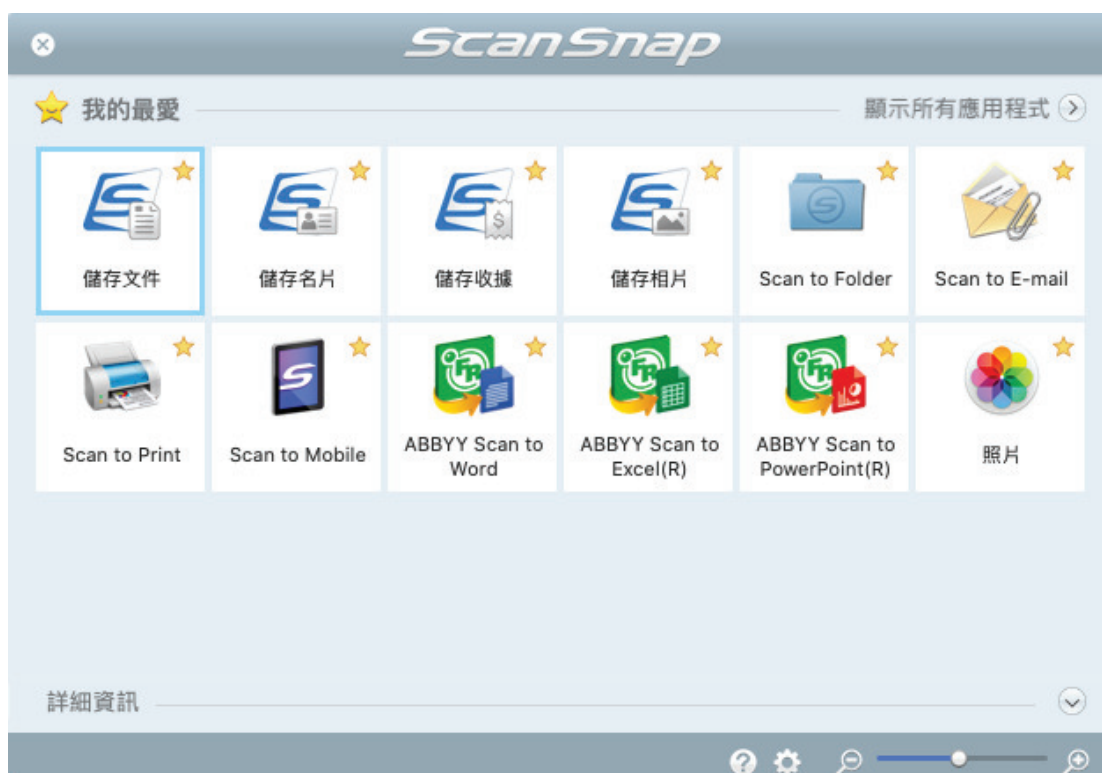 ScanSnap
我的最愛
顯示所有應用程式
儲存文件
儲存名片
儲存收據
儲存相片
Scan to Folder
Scan to E-mail
Scan to Print
Scan to Mobile
ABBYY Scan to
Word
ABBYY Scan to
Excel(R)
ABBYY Scan to
PowerPoint(R)
照片
詳細資訊